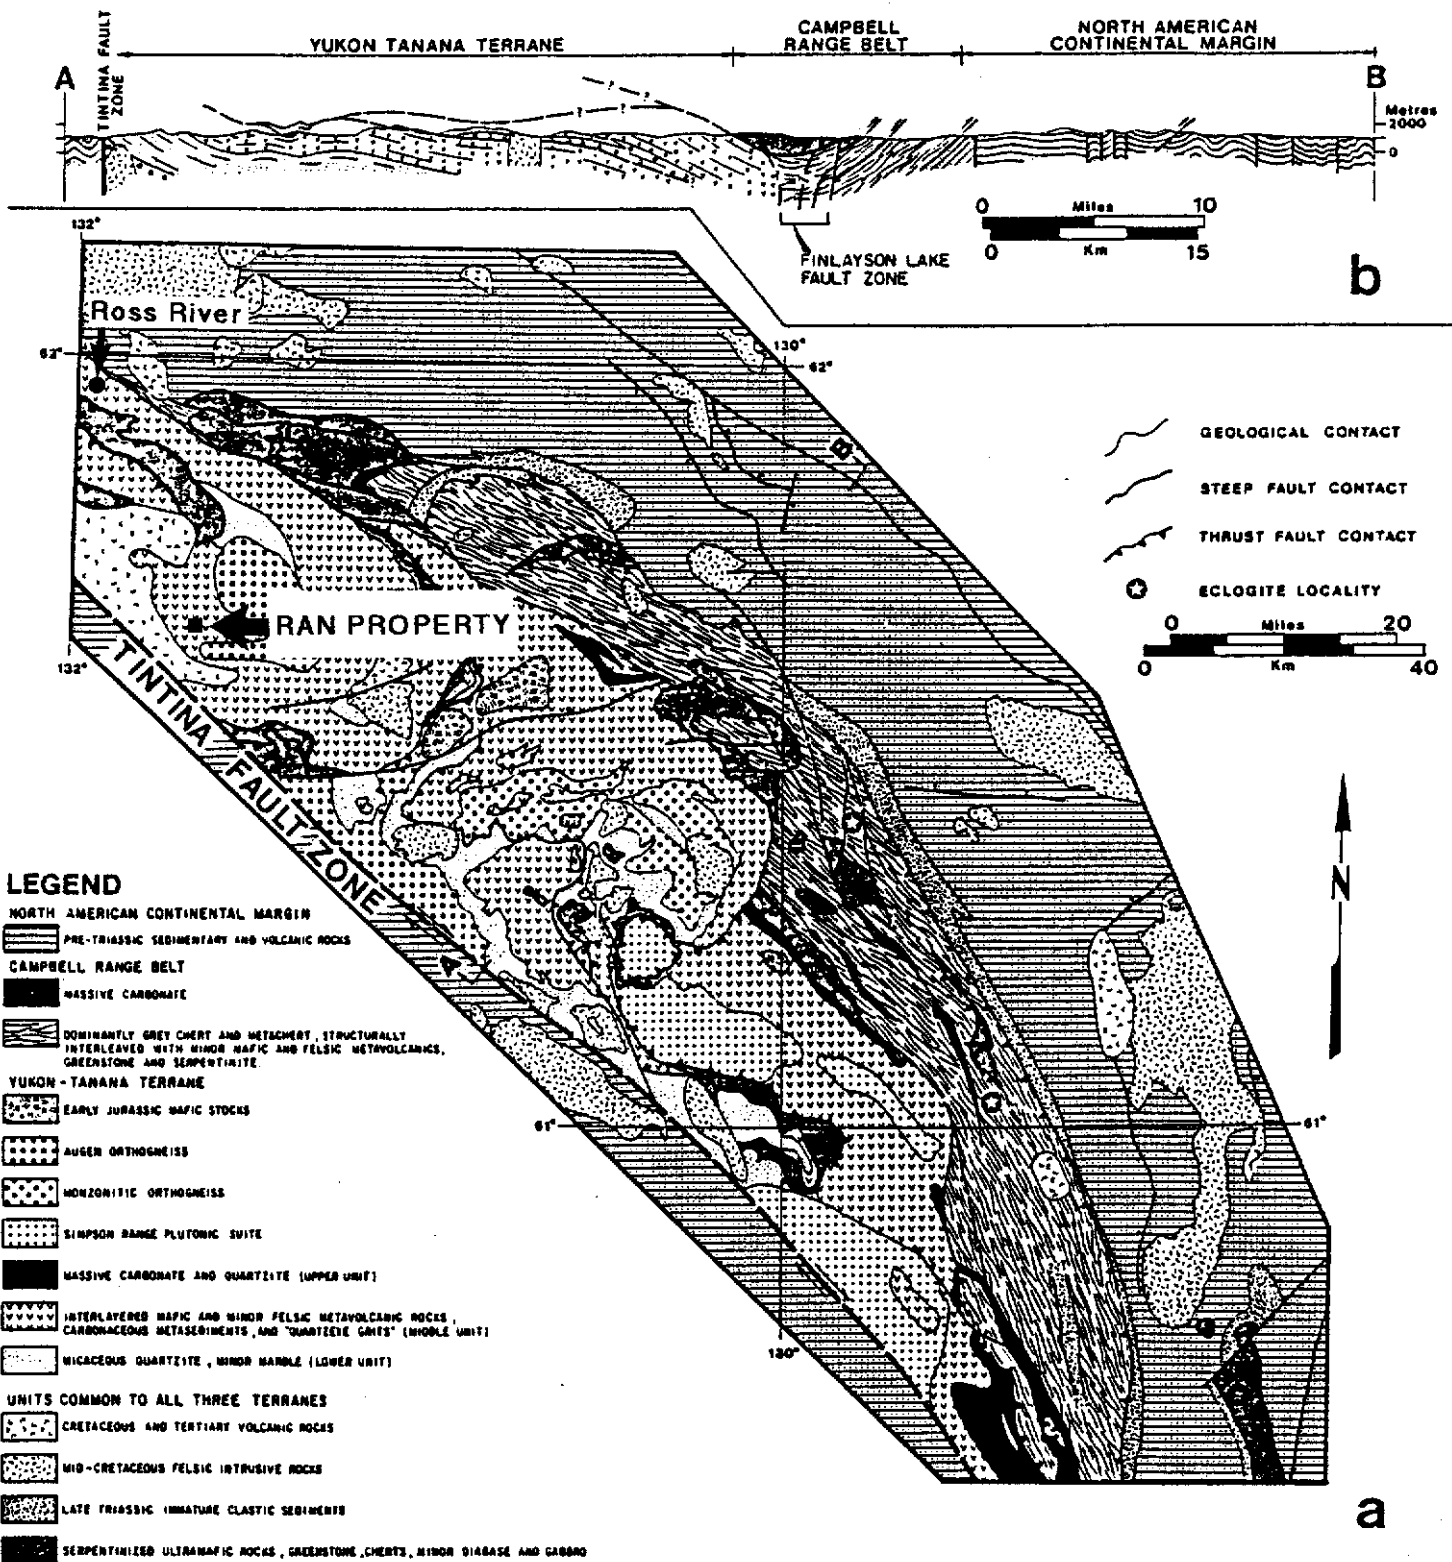 TINTINA FAULT
ZONE
YUKON TANANA TERRANE
CAMPBELL
RANGE BELT
NORTH AMERICAN
CONTINENTAL MARGIN
A
B
Metres
2000
0
?
?
?
?
FINLAYSON LAKE
FAULT ZONE
0 Miles 10
0 Km 15
b
132°
Ross River
62°
130°
62°
B
GEOLOGICAL CONTACT
STEEP FAULT CONTACT
THRUST FAULT CONTACT
ECLOGITE LOCALITY
0 Miles 20
0 Km 40
RAN PROPERTY
132°
TINTINA FAULT ZONE
A
N
61°
61°
130°
LEGEND
NORTH AMERICAN CONTINENTAL MARGIN
PRE-TRIASSIC SEDIMENTARY AND VOLCANIC ROCKS
CAMPBELL RANGE BELT
MASSIVE CARBONATE
DOMINANTLY GREY CHERT AND METACHERT, STRUCTURALLY
INTERLEAVED WITH MINOR MAFIC AND FELSIC METAVOLCANICS,
GREENSTONE AND SERPENTINITE
YUKON-TANANA TERRANE
EARLY JURASSIC MAFIC STOCKS
AUGEN ORTHOGNEISS
MONZONITIC ORTHOGNEISS
SIMPSON RANGE PLUTONIC SUITE
MASSIVE CARBONATE AND QUARTZITE (UPPER UNIT)
INTERLAYERED MAFIC AND MINOR FELSIC METAVOLCANIC ROCKS,
CARBONACEOUS METASEDIMENTS, AND "QUARTZEYE GRITS" (MIDDLE UNIT)
MICACEOUS QUARTZITE, MINOR MARBLE (LOWER UNIT)
UNITS COMMON TO ALL THREE TERRANES
CRETACEOUS AND TERTIARY VOLCANIC ROCKS
MID-CRETACEOUS FELSIC INTRUSIVE ROCKS
LATE TRIASSIC IMMATURE CLASTIC SEDIMENTS
SERPENTINIZED ULTRAMAFIC ROCKS, GREENSTONE, CHERTS, MINOR DIABASE AND GABBRO
a